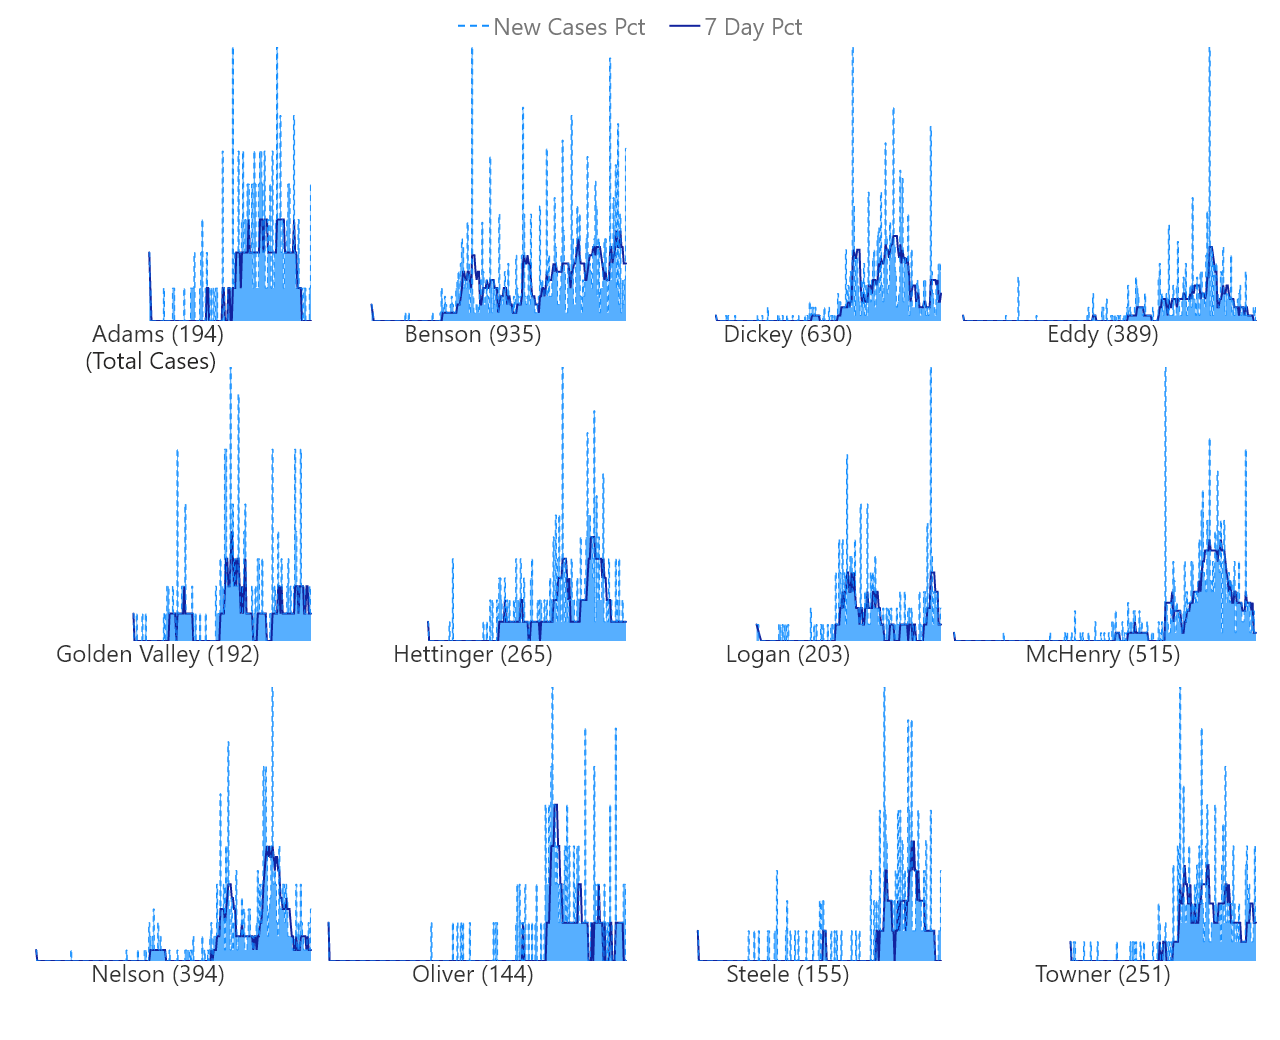 New Cases Pct 7 Day Pct
Adams (194) Benson (935) Dickey (630) Eddy (389)
(Total Cases)
Golden Valley (192) Hettinger (265) Logan (203) McHenry (515)
Nelson (394) Oliver (144) Steele (155) Towner (251)